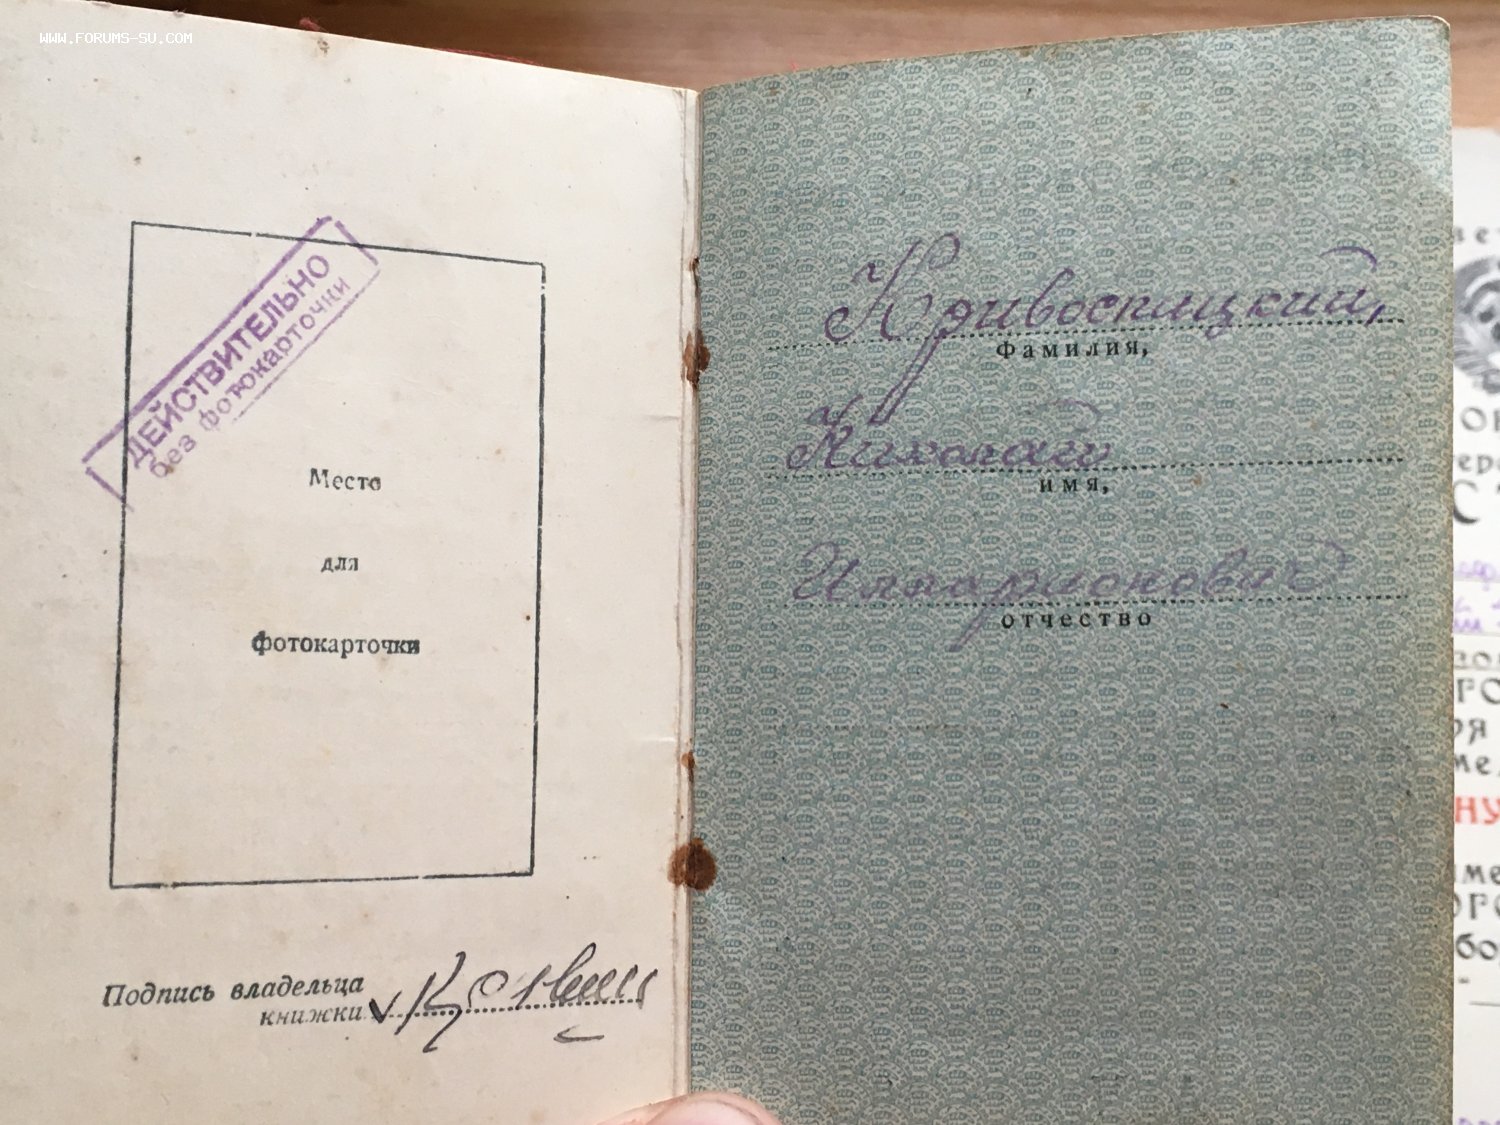 WWW.FORUMS-SU.COM
ДЕЙСТВИТЕЛЬНО
без фотокарточки
Место
для
фотокарточки
Подпись владельца
книжки
Кривоспицкий,
Фамилия,
Николай
имя,
Илларионович
отчество